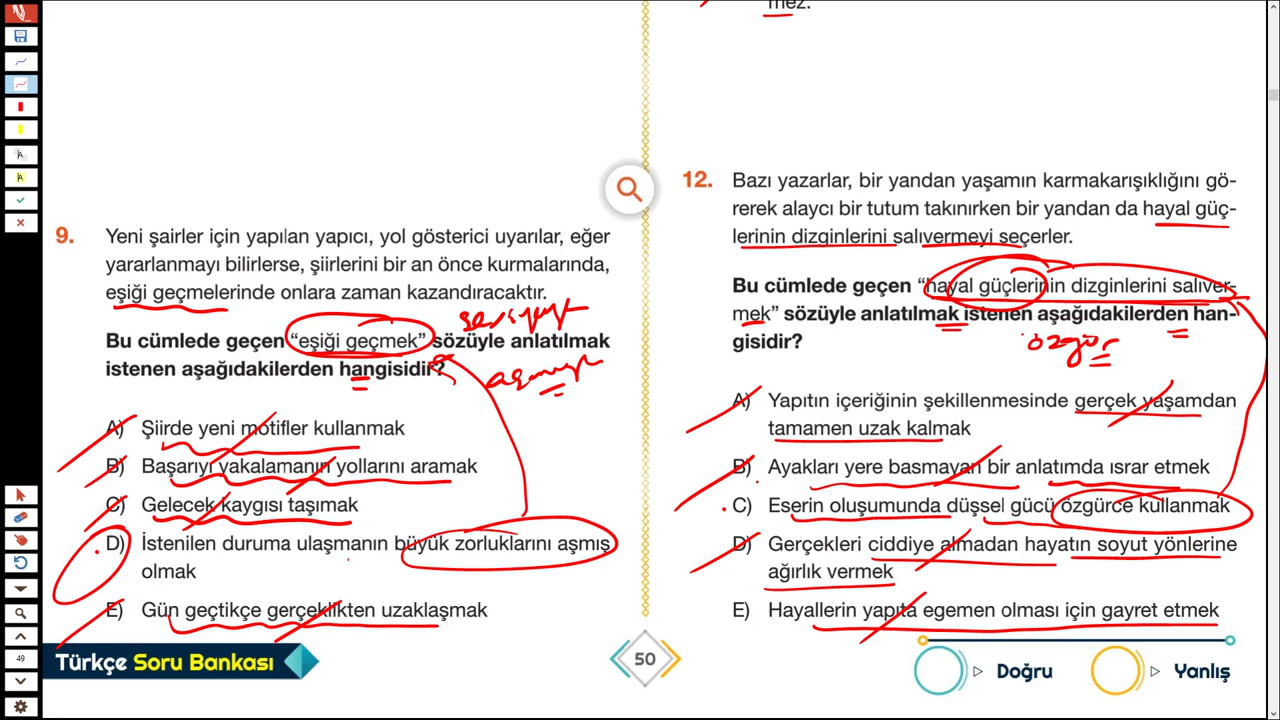 mez.
9. Yeni şairler için yapılan yapıcı, yol gösterici uyarılar, eğer
yararlanmayı bilirlerse, şiirlerini bir an önce kurmalarında,
eşiği geçmelerinde onlara zaman kazandıracaktır.
Bu cümlede geçen “eşiği geçmek” sözüyle anlatılmak
istenen aşağıdakilerden hangisidir?
aşmıştır
A) Şiirde yeni motifler kullanmak
B) Başarıyı yakalamanın yollarını aramak
C) Gelecek kaygısı taşımak
D) İstenilen duruma ulaşmanın büyük zorluklarını aşmış
olmak
E) Gün geçtikçe gerçeklikten uzaklaşmak
12. Bazı yazarlar, bir yandan yaşamın karmakarışıklığını gö-
rerek alaycı bir tutum takınırken bir yandan da hayal güç-
lerinin dizginlerini salıvermeyi seçerler.
Bu cümlede geçen “hayal güçlerinin dizginlerini salıver-
mek” sözüyle anlatılmak istenen aşağıdakilerden han-
gisidir?
özgür
A) Yapıtın içeriğinin şekillenmesinde gerçek yaşamdan
tamamen uzak kalmak
B) Ayakları yere basmayan bir anlatımda ısrar etmek
C) Eserin oluşumunda düşsel gücü özgürce kullanmak
D) Gerçekleri ciddiye almadan hayatın soyut yönlerine
ağırlık vermek
E) Hayallerin yapıta egemen olması için gayret etmek
Türkçe Soru Bankası
50
Doğru
Yanlış
49